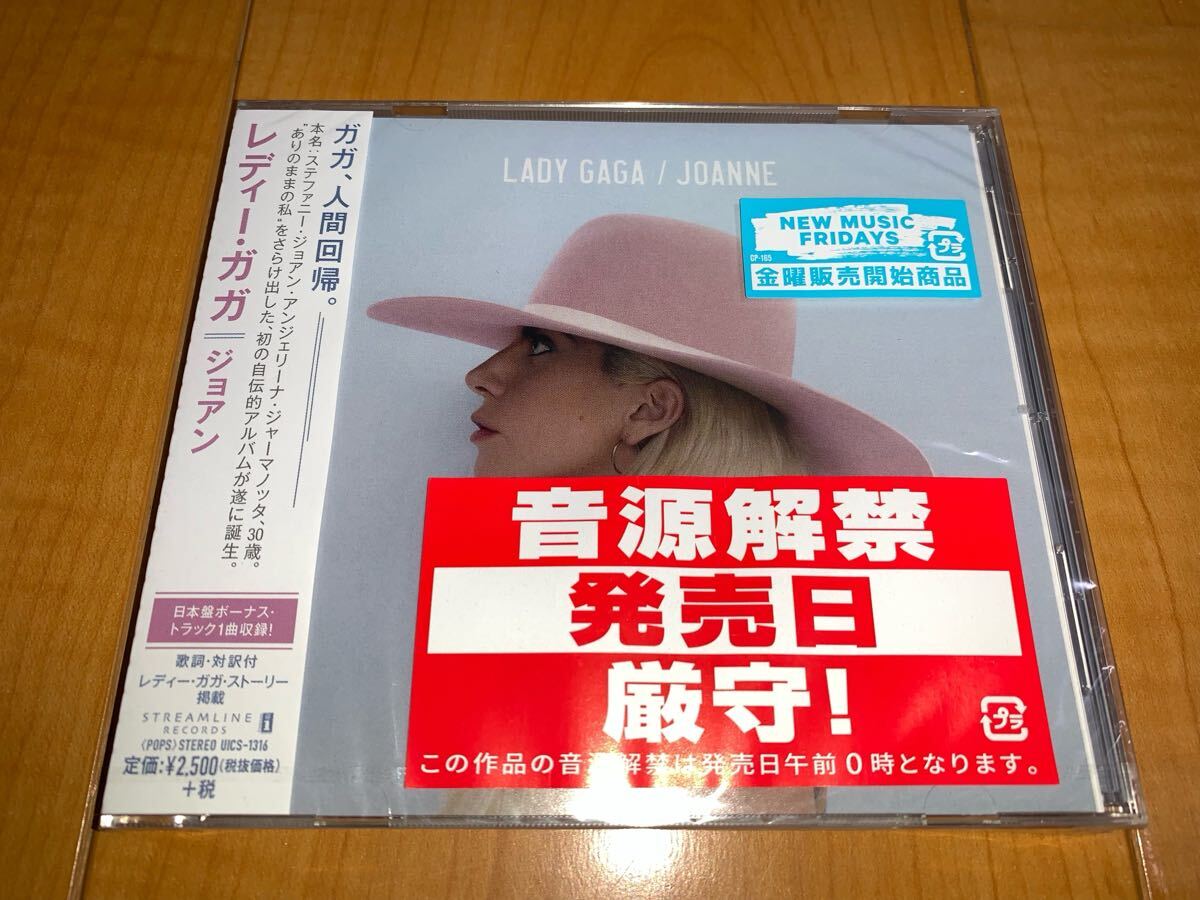 ガガ、人間回帰。
本名:ステファニー・ジョアン・アンジェリーナ・ジャーマノッタ、30歳。
"ありのままの私"をさらけ出した、初の自伝的アルバムが遂に誕生。
レディー・ガガ
ジョアン
日本盤ボーナス・
トラック1曲収録!
歌詞・対訳付
レディー・ガガ・ストーリー
掲載
STREAMLINE
RECORDS
i
〈POPS〉STEREO UICS-1316
定価:¥2,500(税抜価格)
+税
LADY GAGA / JOANNE
NEW MUSIC
FRIDAYS
CP-165
プラ
金曜販売開始商品
音源解禁
発売日
厳守!
プラ
この作品の音源解禁は発売日午前0時となります。